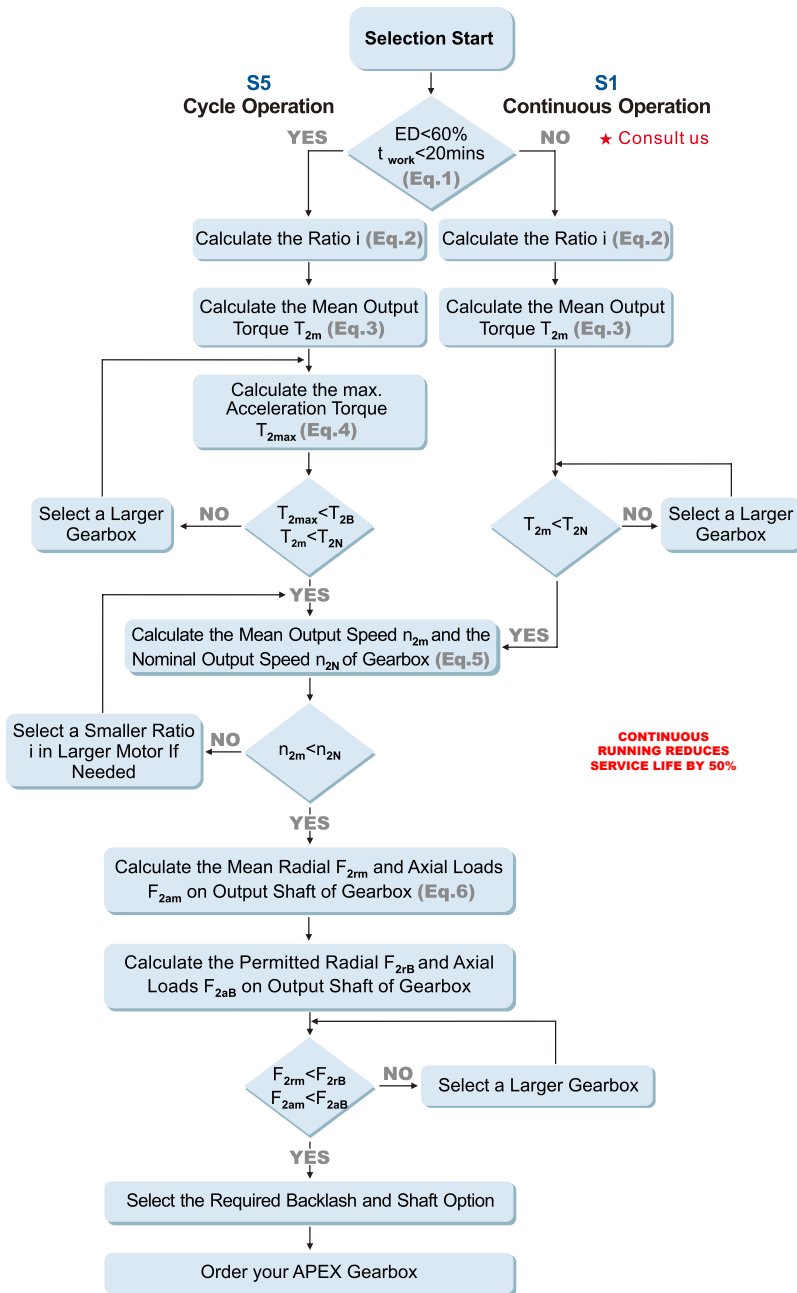 Selection Start
S5
Cycle Operation
S1
Continuous Operation
★ Consult us
ED<60%
t work<20mins
(Eq.1)
YES
NO
Calculate the Ratio i (Eq.2)
Calculate the Ratio i (Eq.2)
Calculate the Mean Output
Torque T2m (Eq.3)
Calculate the Mean Output
Torque T2m (Eq.3)
Calculate the max.
Acceleration Torque
T2max (Eq.4)
Select a Larger
Gearbox
NO
T2max<T2B
T2m<T2N
T2m<T2N
NO
Select a Larger
Gearbox
YES
Calculate the Mean Output Speed n2m and the
Nominal Output Speed n2N of Gearbox (Eq.5)
YES
Select a Smaller Ratio
i in Larger Motor If
Needed
NO
n2m<n2N
CONTINUOUS
RUNNING REDUCES
SERVICE LIFE BY 50%
YES
Calculate the Mean Radial F2rm and Axial Loads
F2am on Output Shaft of Gearbox (Eq.6)
Calculate the Permitted Radial F2rB and Axial
Loads F2aB on Output Shaft of Gearbox
F2rm<F2rB
F2am<F2aB
NO
Select a Larger Gearbox
YES
Select the Required Backlash and Shaft Option
Order your APEX Gearbox